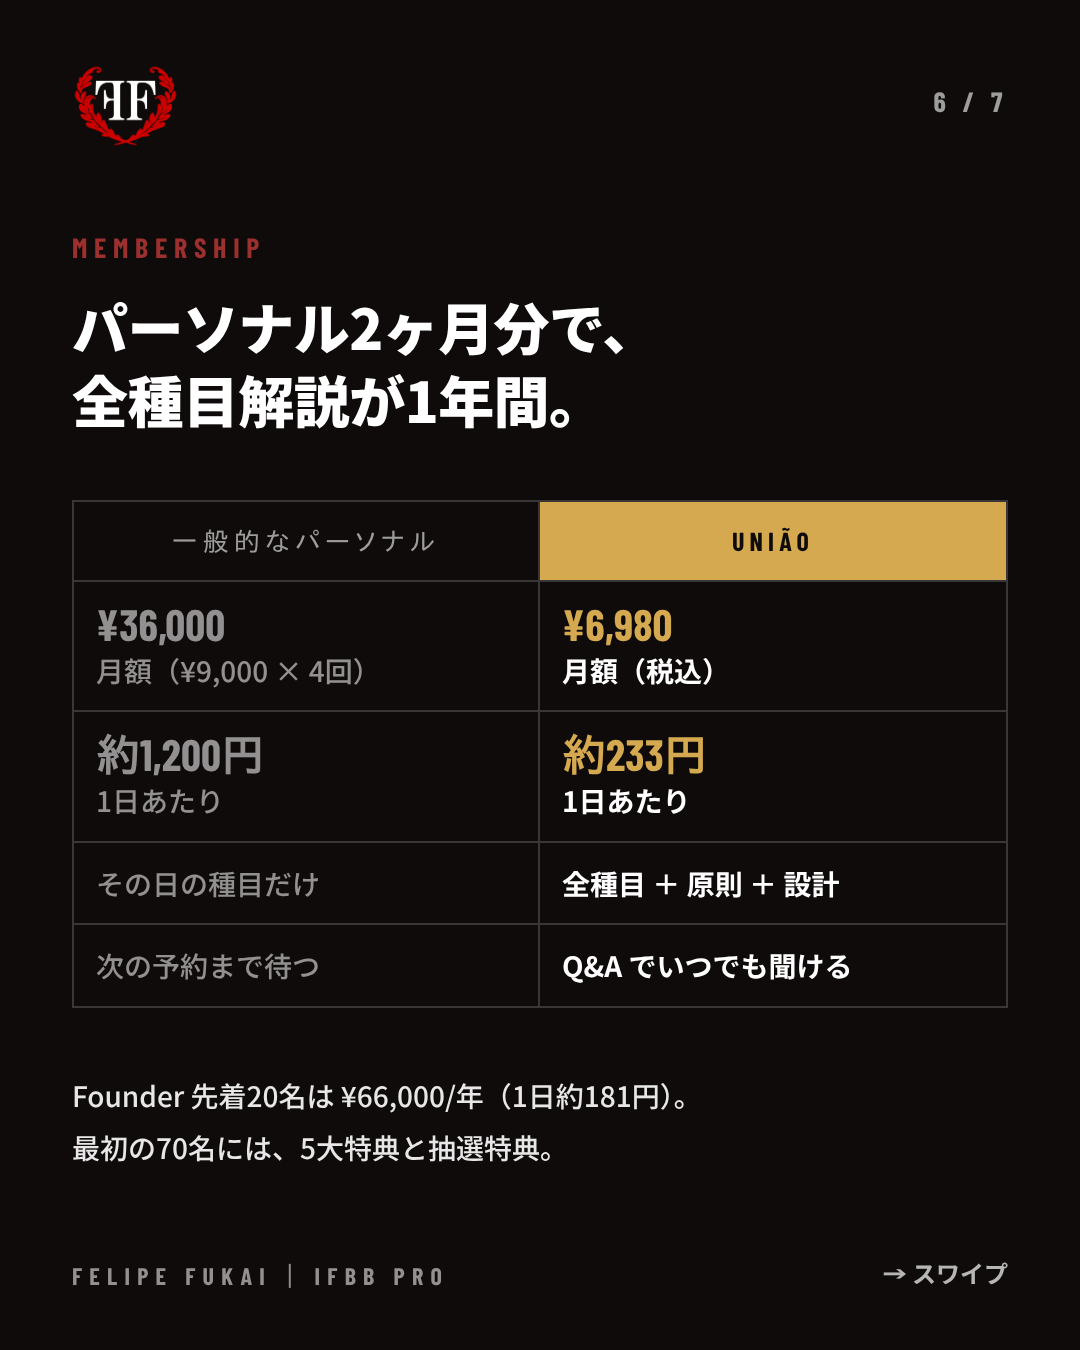 FF
6 / 7
MEMBERSHIP
パーソナル2ヶ月分で、
全種目解説が1年間。
一般的なパーソナル
UNIÃO
¥36,000
月額（¥9,000 × 4回）
¥6,980
月額（税込）
約1,200円
1日あたり
約233円
1日あたり
その日の種目だけ
全種目 ＋ 原則 ＋ 設計
次の予約まで待つ
Q&A でいつでも聞ける
Founder 先着20名は ¥66,000/年（1日約181円）。
最初の70名には、5大特典と抽選特典。
FELIPE FUKAI | IFBB PRO
→ スワイプ